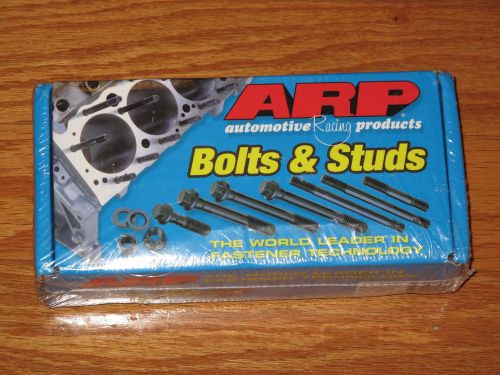 ARP
automotive Racing products
Bolts & Studs
THE WORLD LEADER IN
FASTENER TECHNOLOGY